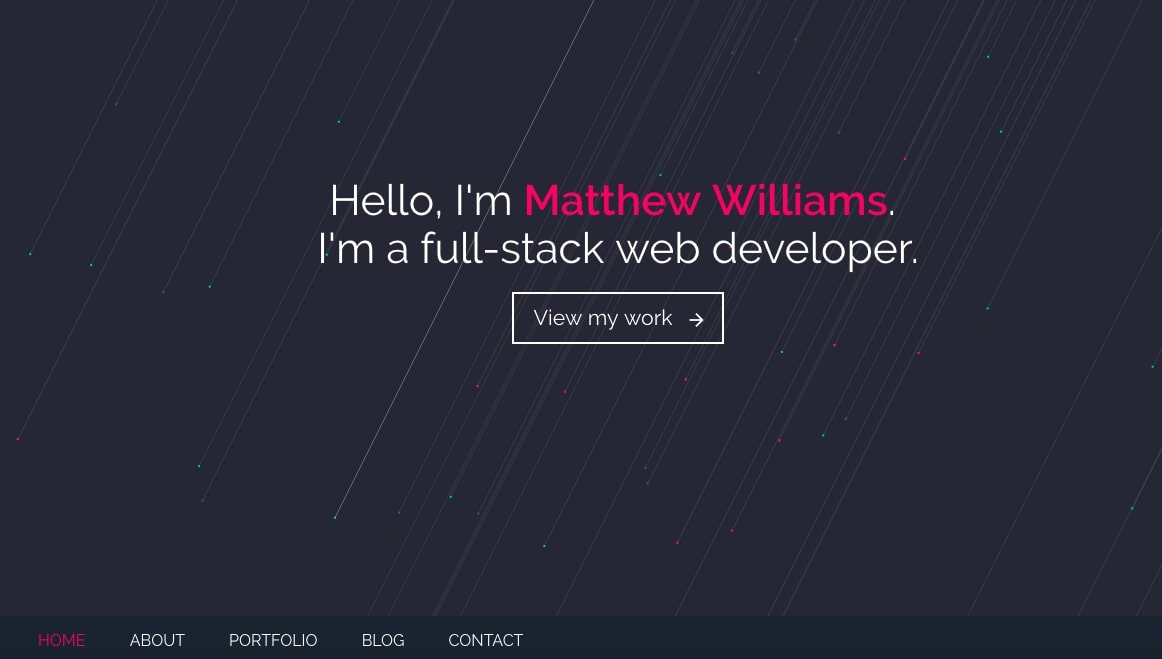 Hello, I'm Matthew Williams.
I'm a full-stack web developer.
View my work →
HOME ABOUT PORTFOLIO BLOG CONTACT